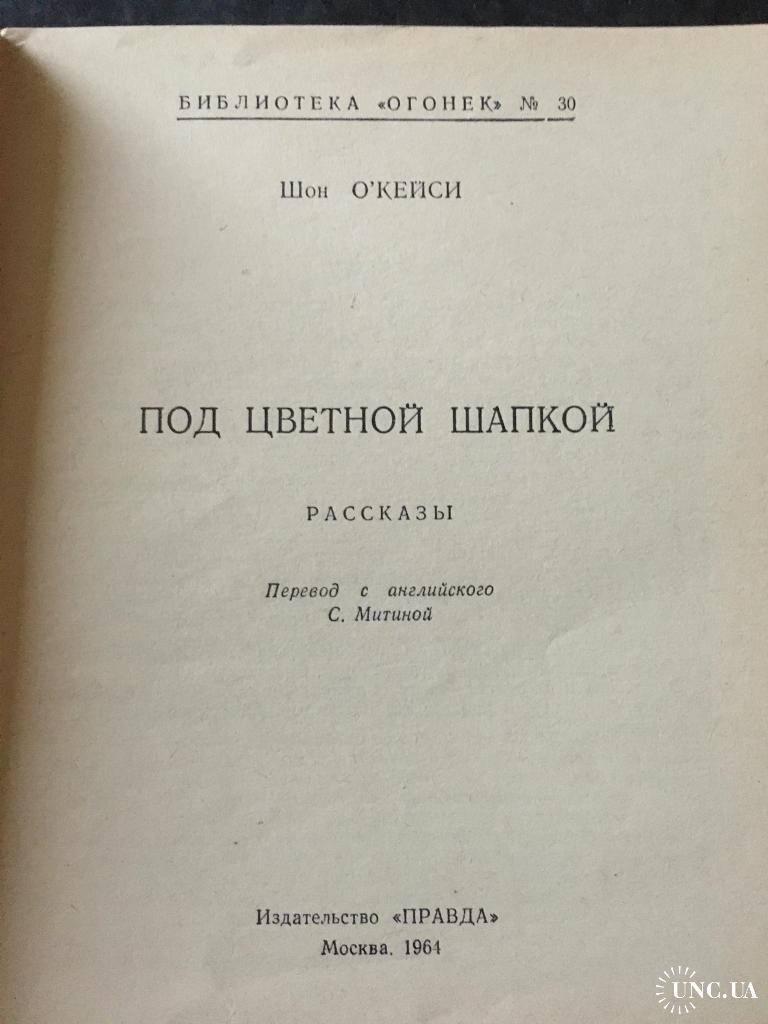 БИБЛИОТЕКА «ОГОНЕК» № 30
Шон О'КЕЙСИ
ПОД ЦВЕТНОЙ ШАПКОЙ
РАССКАЗЫ
Перевод с английского
С. Митиной
Издательство «ПРАВДА»
Москва. 1964
UNC.UA